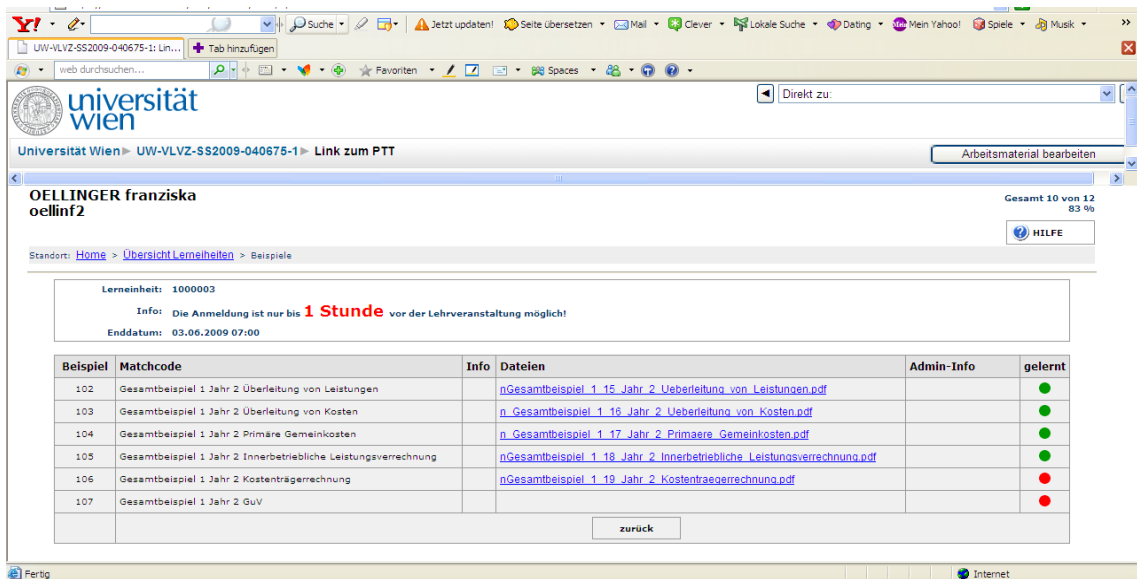 Y! Suche Jetzt updaten! Seite übersetzen Mail Clever Lokale Suche Dating Mein Yahoo! Spiele Musik »
UW-VLVZ-SS2009-040675-1: Lin... Tab hinzufügen
web durchsuchen... Favoriten Spaces
universität
wien
Direkt zu:
Universität Wien UW-VLVZ-SS2009-040675-1 Link zum PTT
Arbeitsmaterial bearbeiten
OELLINGER franziska
oellinf2
Gesamt 10 von 12
83 %
HILFE
Standort: Home > Übersicht Lerneiheiten > Beispiele
Lerneinheit: 1000003
Info: Die Anmeldung ist nur bis 1 Stunde vor der Lehrveranstaltung möglich!
Enddatum: 03.06.2009 07:00
Beispiel Matchcode Info Dateien Admin-Info gelernt
102 Gesamtbeispiel 1 Jahr 2 Überleitung von Leistungen nGesamtbeispiel_1_15_Jahr_2_Ueberleitung_von_Leistungen.pdf
103 Gesamtbeispiel 1 Jahr 2 Überleitung von Kosten n_Gesamtbeispiel_1_16_Jahr_2_Ueberleitung_von_Kosten.pdf
104 Gesamtbeispiel 1 Jahr 2 Primäre Gemeinkosten n_Gesamtbeispiel_1_17_Jahr_2_Primaere_Gemeinkosten.pdf
105 Gesamtbeispiel 1 Jahr 2 Innerbetriebliche Leistungsverrechnung nGesamtbeispiel_1_18_Jahr_2_Innerbetriebliche_Leistungsverrechnung.pdf
106 Gesamtbeispiel 1 Jahr 2 Kostenträgerrechnung nGesamtbeispiel_1_19_Jahr_2_Kostentraegerrechnung.pdf
107 Gesamtbeispiel 1 Jahr 2 GuV
zurück
Fertig Internet